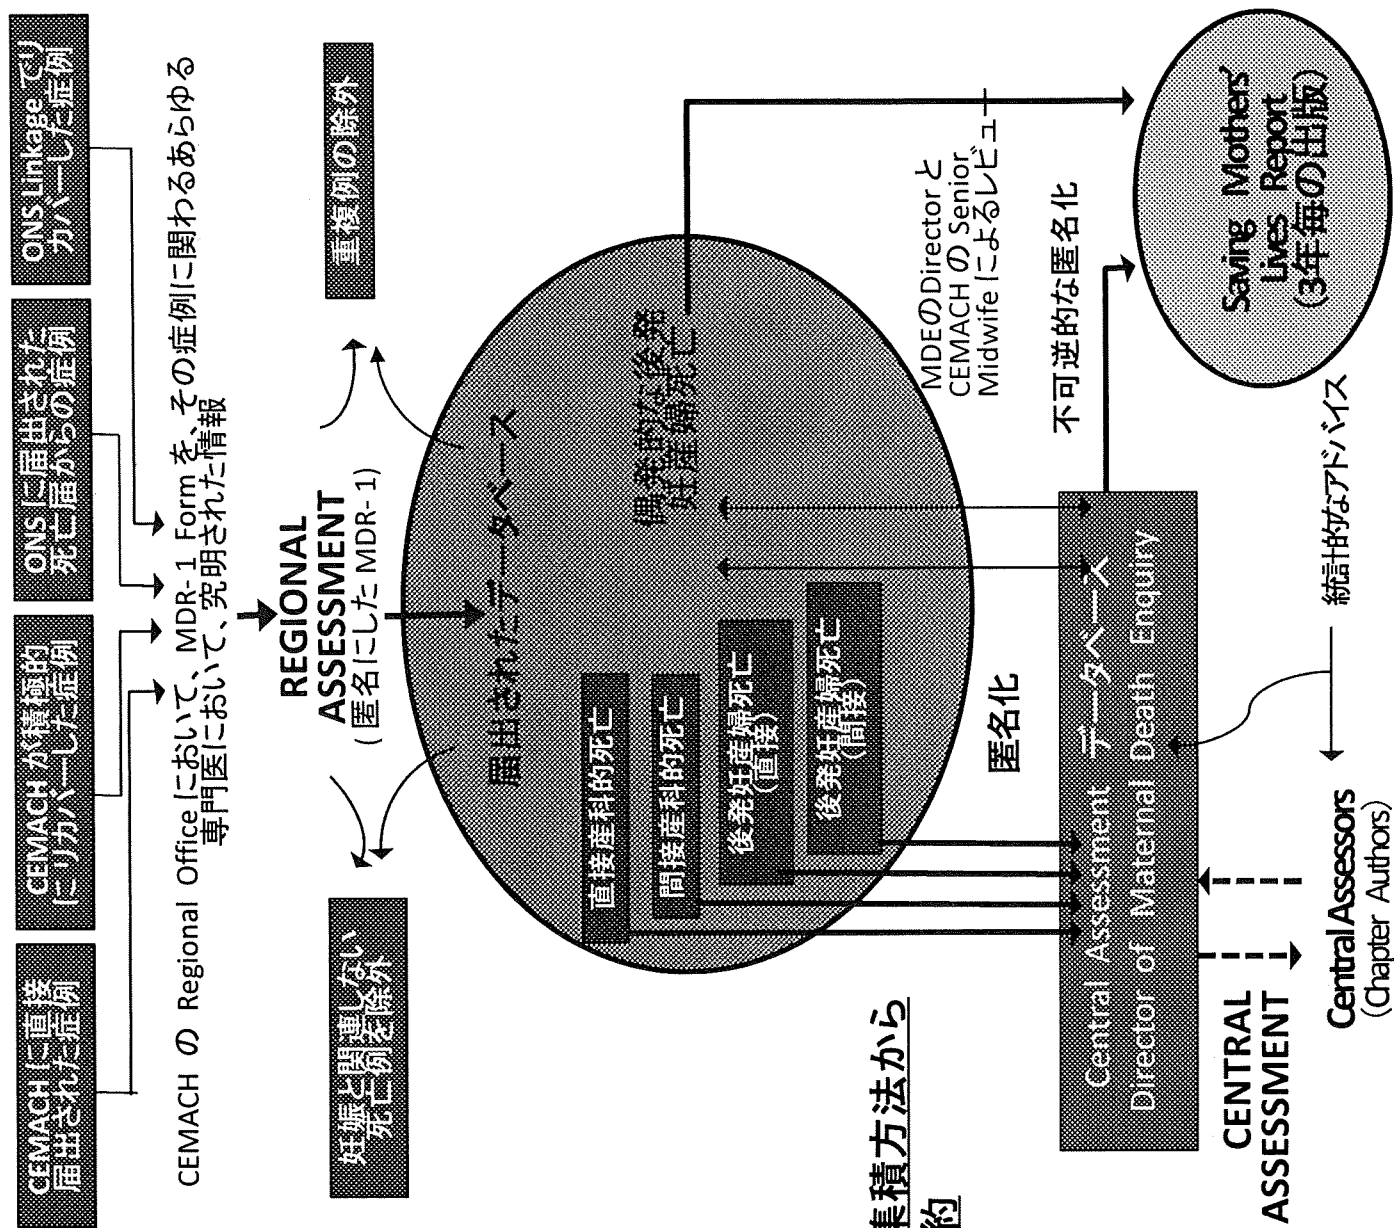 CEMACH に直接
届出された症例
CEMACH が積極的
にリカバーした症例
ONS に届出された
死亡届からの症例
ONS Linkage でリ
カバーした症例
CEMACH の Regional Office において、MDR-1 Form を、その症例に関わるあらゆる
専門医において、究明された情報
REGIONAL
ASSESSMENT
(匿名にした MDR-1)
妊娠と関連しない
死亡例を除外
重複例の除外
届出されたデータベース
直接産科的死亡
間接産科的死亡
後発妊産婦死亡
(直接)
後発妊産婦死亡
(間接)
偶発的な後発
妊産婦死亡
匿名化
MDEのDirector と
CEMACH の Senior
Midwife によるレビュー
不可逆的な匿名化
集積方法から
約
Central Assessment データベース
Director of Maternal Death Enquiry
CENTRAL
ASSESSMENT
Central Assessors
(Chapter Authors)
統計的なアドバイス
Saving Mothers'
Lives Report
(3年毎の出版)